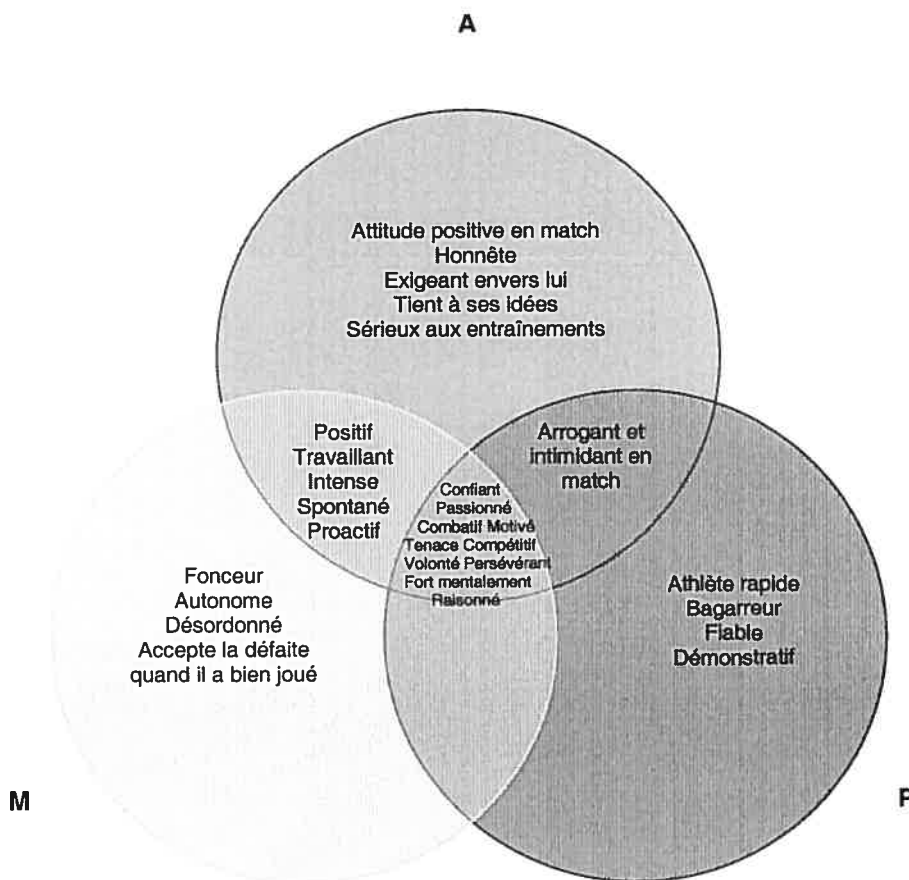 A
Attitude positive en match
Honnête
Exigeant envers lui
Tient à ses idées
Sérieux aux entraînements
Positif
Travaillant
Intense
Spontané
Proactif
Arrogant et
intimidant en
match
Confiant
Passionné
Combatif Motivé
Tenace Compétitif
Volonté Persévérant
Fort mentalement
Raisonné
Fonceur
Autonome
Désordonné
Accepte la défaite
quand il a bien joué
Athlète rapide
Bagarreur
Fiable
Démonstratif
M